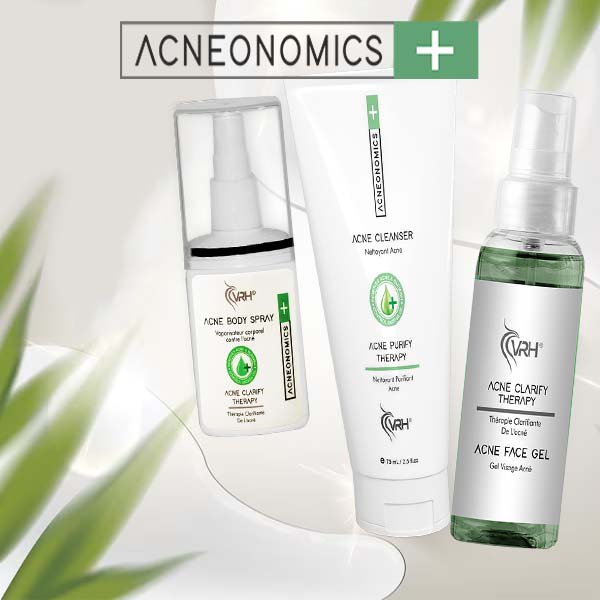 ACNEONOMICS +
VRH®
ACNE BODY SPRAY
Vaporisateur corporel
contre l'acné
ACNE CLARIFY
THERAPY
Thérapie Clarifiante
De L'acné
ACNEONOMICS +
ACNEONOMICS +
ACNE CLEANSER
Nettoyant Acné
ACNE PURIFY
THERAPY
Nettoyant Purifiant
Acne
VRH®
e 75 mL / 2,5 fl.oz
VRH®
ACNE CLARIFY
THERAPY
Thérapie Clarifiante
De L'acné
ACNE FACE GEL
Gel Visage Acné